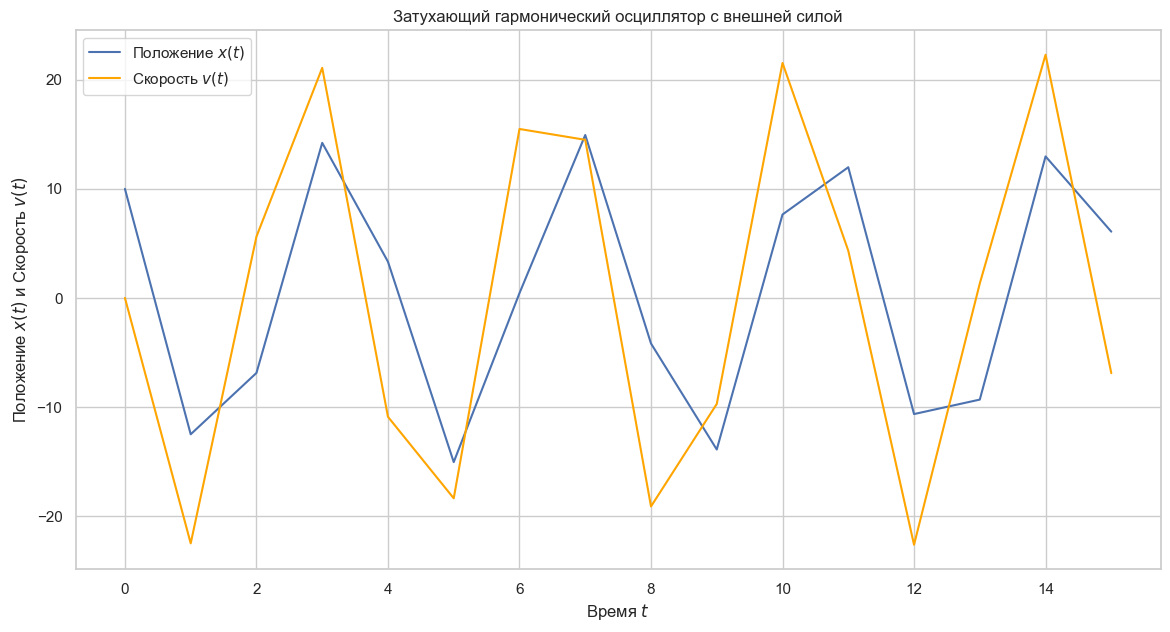 Затухающий гармонический осциллятор с внешней силой
Положение x(t)
Скорость v(t)
Положение x(t) и Скорость v(t)
20
10
0
−10
−20
0 2 4 6 8 10 12 14
Время t